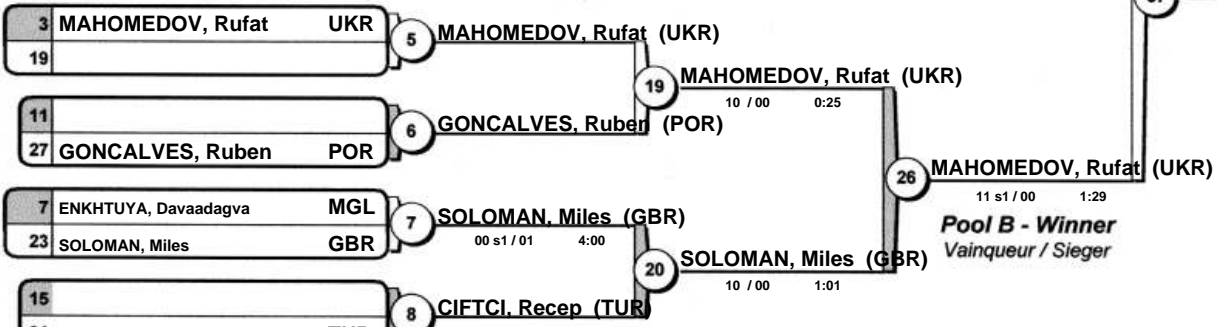 3 MAHOMEDOV, Rufat UKR
19
5
MAHOMEDOV, Rufat (UKR)
11
27 GONCALVES, Ruben POR
6
GONCALVES, Ruben (POR)
19
MAHOMEDOV, Rufat (UKR)
10 / 00 0:25
7 ENKHTUYA, Davaadagva MGL
23 SOLOMAN, Miles GBR
7
SOLOMAN, Miles (GBR)
00 s1 / 01 4:00
15
8
CIFTCI, Recep (TUR)
20
SOLOMAN, Miles (GBR)
10 / 00 1:01
26
MAHOMEDOV, Rufat (UKR)
11 s1 / 00 1:29
Pool B - Winner
Vainqueur / Sieger